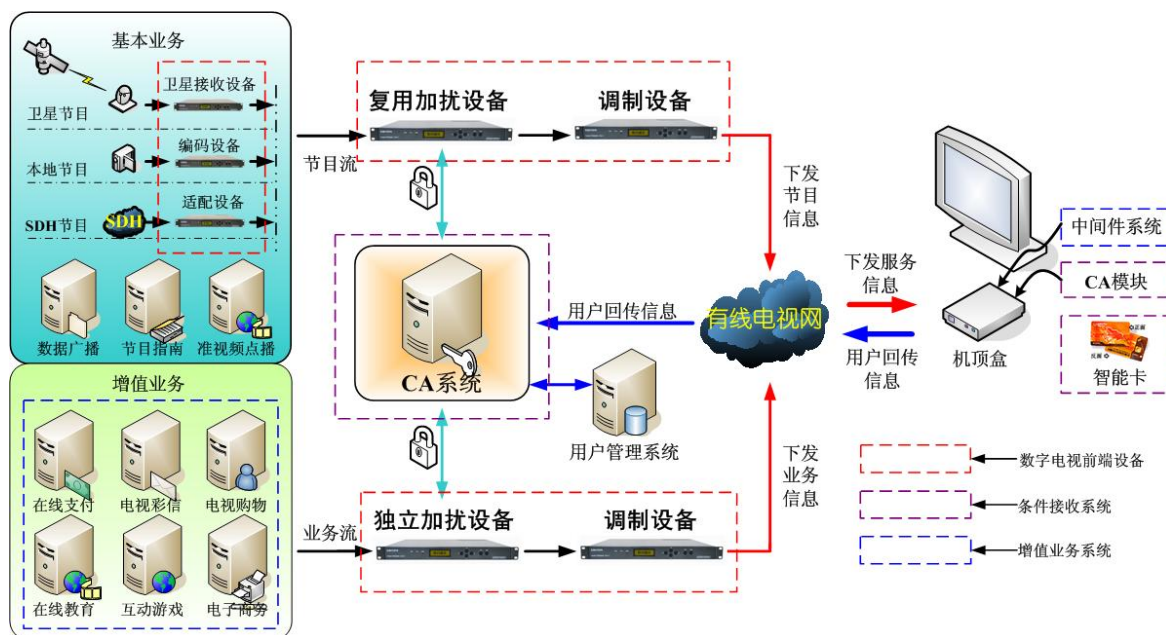 基本业务
卫星接收设备
卫星节目
编码设备
本地节目
适配设备
SDH节目
SDH
数据广播
节目指南
准视频点播
增值业务
在线支付
电视彩信
电视购物
在线教育
互动游戏
电子商务
节目流
复用加扰设备
调制设备
CA系统
用户回传信息
用户管理系统
业务流
独立加扰设备
调制设备
下发
节目
信息
有线电视网
下发
业务
信息
下发服务
信息
用户回传
信息
机顶盒
中间件系统
CA模块
正面
反面
智能卡
数字电视前端设备
条件接收系统
增值业务系统